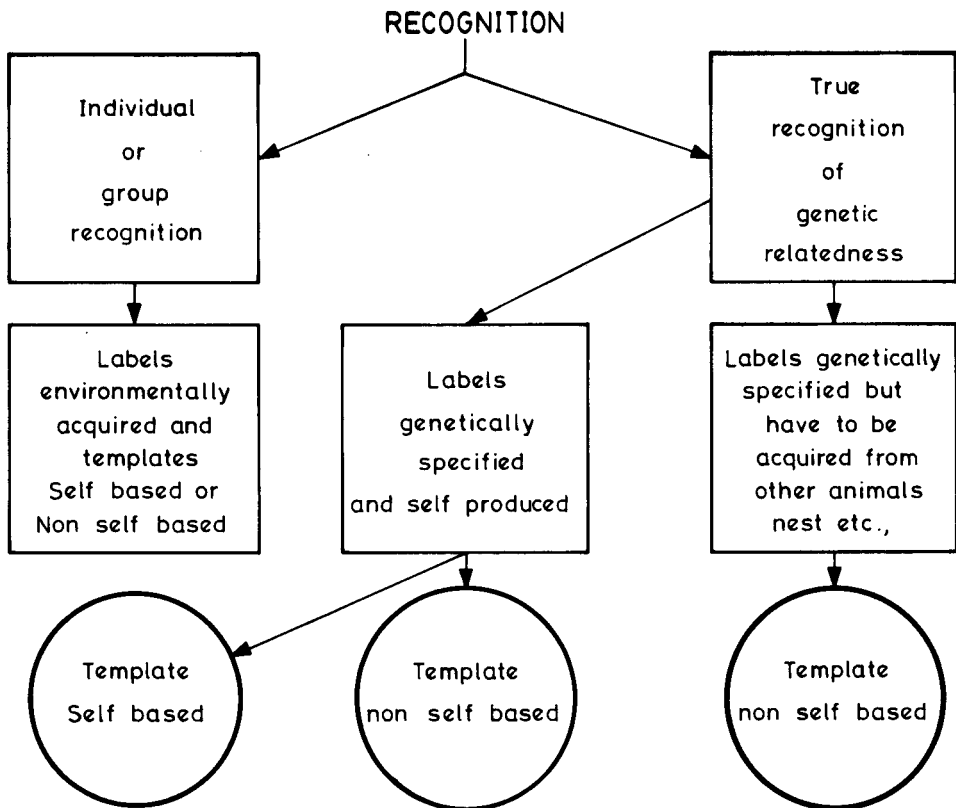 RECOGNITION
Individual
or
group
recognition
True
recognition
of
genetic
relatedness
Labels
environmentally
acquired and
templates
Self based or
Non self based
Labels
genetically
specified
and self produced
Labels genetically
specified but
have to be
acquired from
other animals
nest etc.,
Template
Self based
Template
non self based
Template
non self based